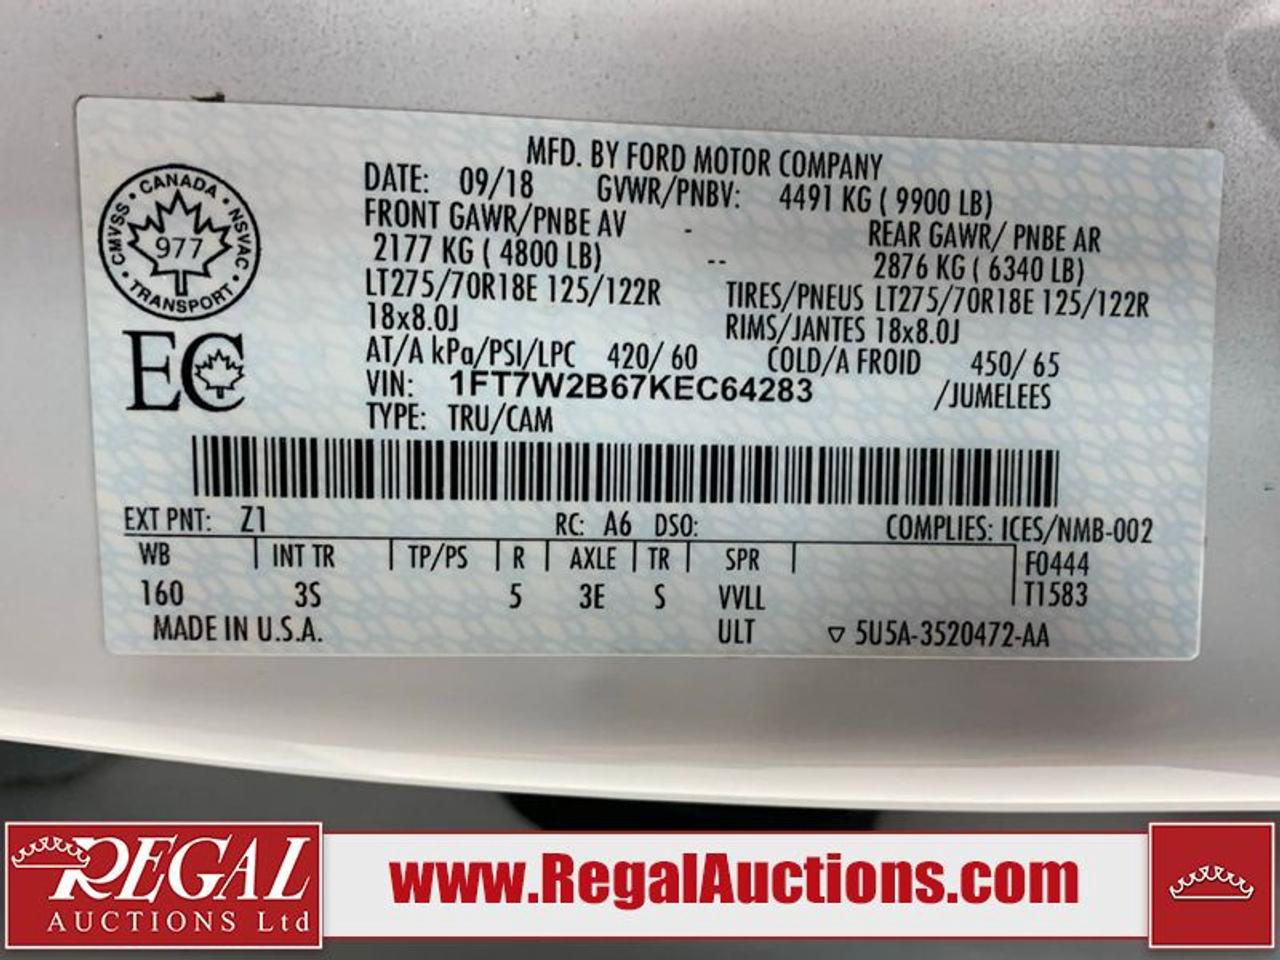 MFD. BY FORD MOTOR COMPANY
DATE: 09/18 GVWR/PNBV: 4491 KG ( 9900 LB)
FRONT GAWR/PNBE AV - REAR GAWR/ PNBE AR
2177 KG ( 4800 LB) -- 2876 KG ( 6340 LB)
LT275/70R18E 125/122R TIRES/PNEUS LT275/70R18E 125/122R
18x8.0J RIMS/JANTES 18x8.0J
AT/A kPa/PSI/LPC 420/ 60 COLD/A FROID 450/ 65
VIN: 1FT7W2B67KEC64283 /JUMELEES
TYPE: TRU/CAM
CANADA
CMVSS
NSVAC
977
TRANSPORT
EC
EXT PNT: Z1 RC: A6 DSO: COMPLIES: ICES/NMB-002
WB INT TR TP/PS R AXLE TR SPR F0444
160 3S 5 3E S VVLL T1583
MADE IN U.S.A. ULT ▽ 5U5A-3520472-AA
REGAL
AUCTIONS Ltd
www.RegalAuctions.com